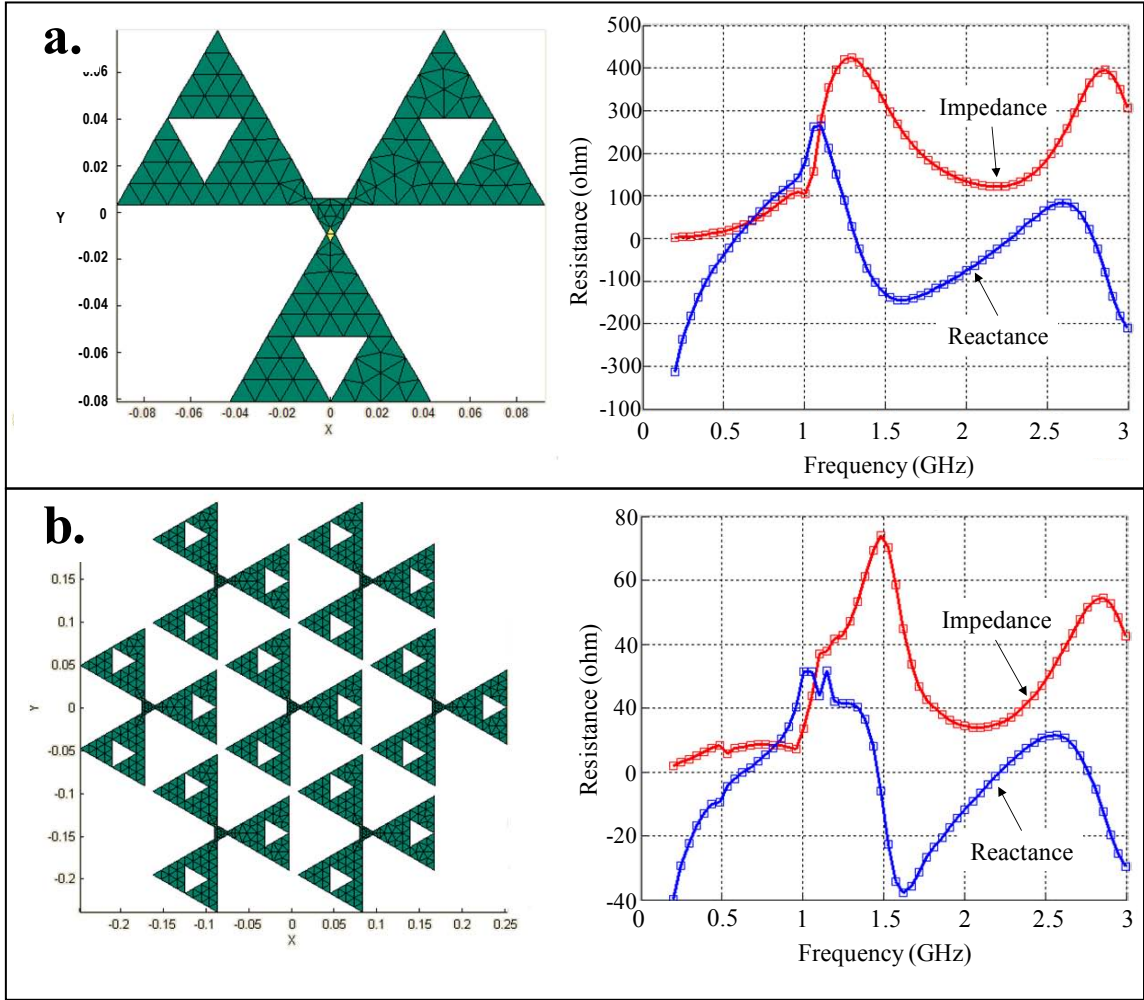 a.
0.06
0.04
0.02
0
-0.02
-0.04
-0.06
-0.08
Y
-0.08 -0.06 -0.04 -0.02 0 0.02 0.04 0.06 0.08
X
500
400
300
200
100
0
-100
-200
-300
-100
Resistance (ohm)
Impedance
Reactance
0 0.5 1 1.5 2 2.5 3
Frequency (GHz)
b.
0.15
0.1
0.05
0
-0.05
-0.1
-0.15
-0.2
Y
-0.2 -0.15 -0.1 -0.05 0 0.05 0.1 0.15 0.2 0.25
X
80
60
40
40
0
-20
-40
Resistance (ohm)
Impedance
Reactance
0 0.5 1 1.5 2 2.5 3
Frequency (GHz)